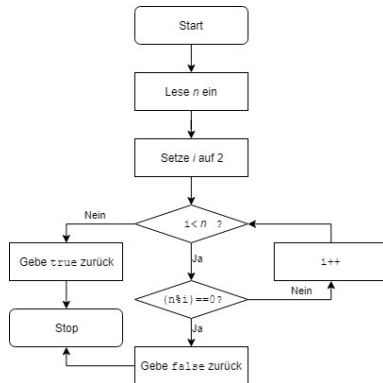 Start
Lese n ein
Setze i auf 2
i< n ?
Nein
Ja
Gebe true zurück
i++
(n%i)==0?
Nein
Ja
Stop
Gebe false zurück